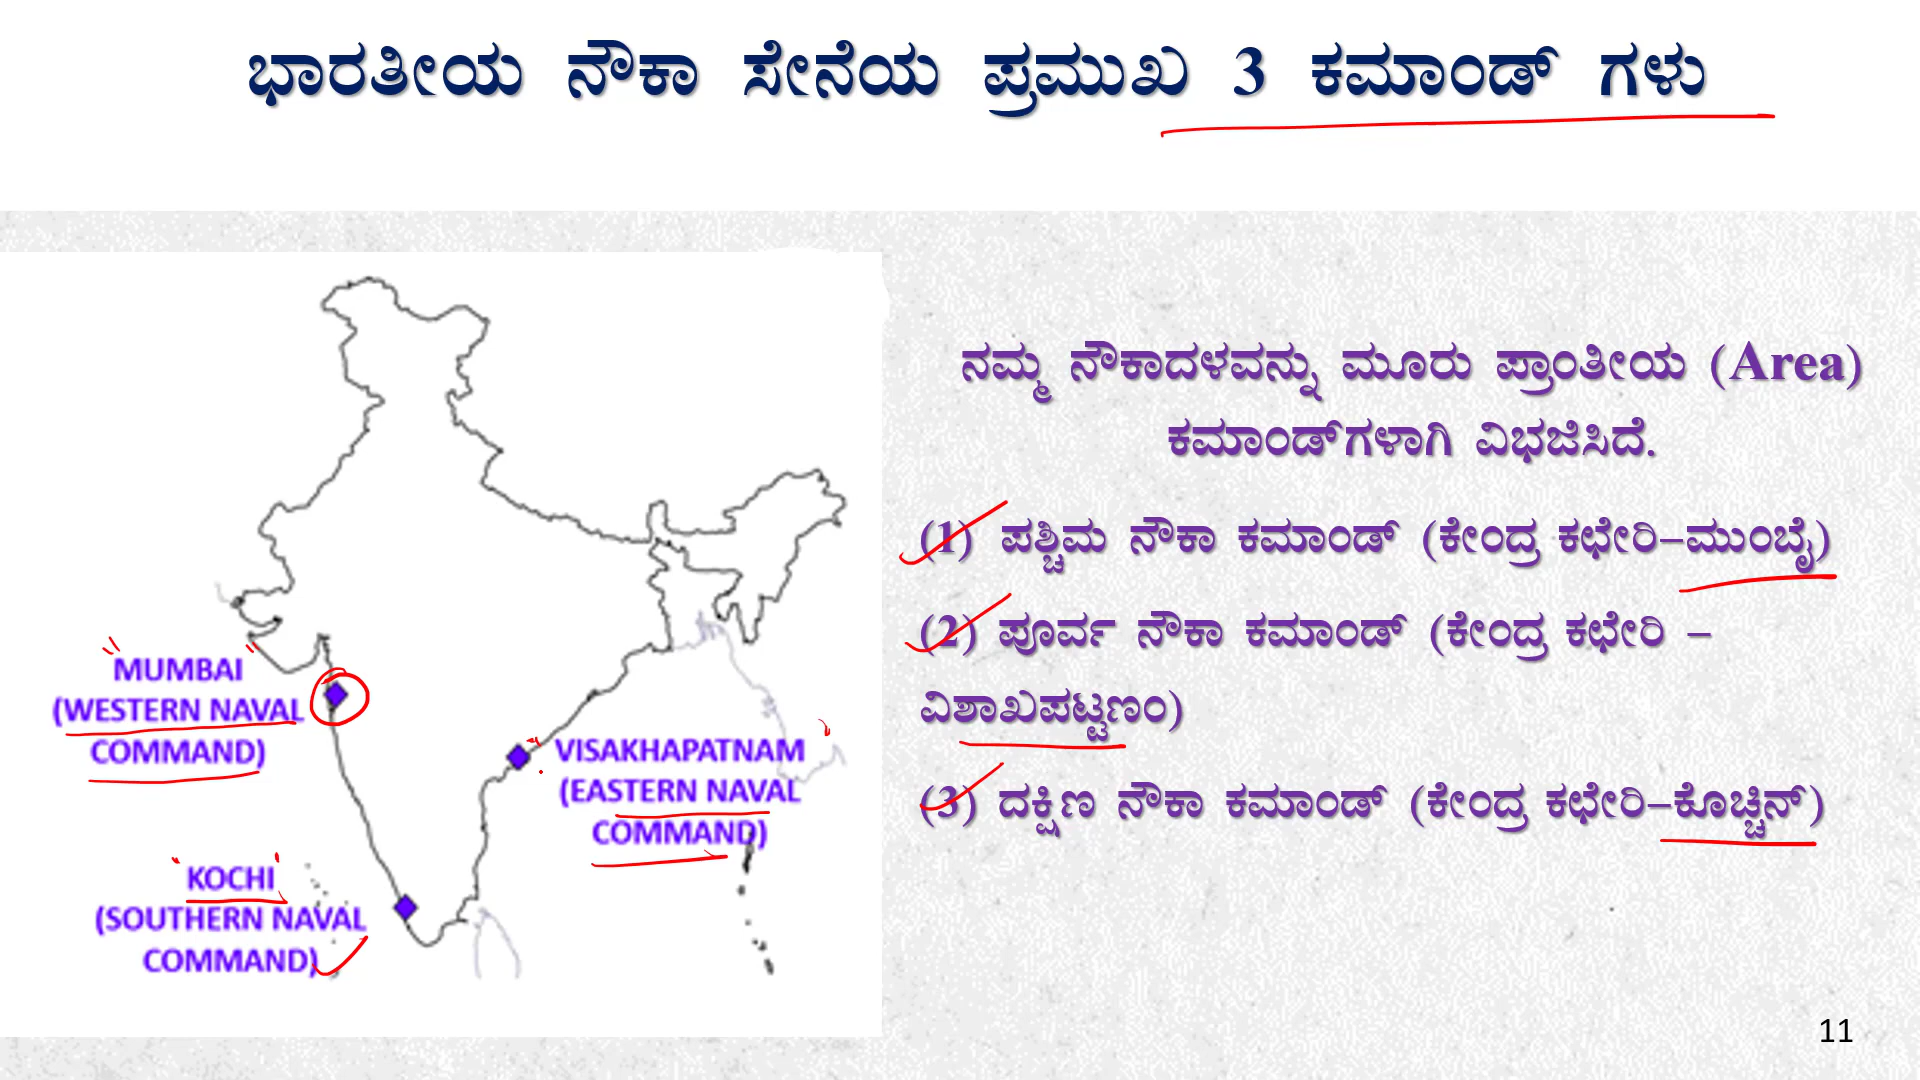 ಭಾರತೀಯ ನೌಕಾ ಸೇನೆಯ ಪ್ರಮುಖ 3 ಕಮಾಂಡ್ ಗಳು
MUMBAI
(WESTERN NAVAL
COMMAND)
VISAKHAPATNAM
(EASTERN NAVAL
COMMAND)
KOCHI
(SOUTHERN NAVAL
COMMAND)
ನಮ್ಮ ನೌಕಾದಳವನ್ನು ಮೂರು ಪ್ರಾಂತೀಯ (Area)
ಕಮಾಂಡ್‌ಗಳಾಗಿ ವಿಭಜಿಸಿದೆ.
(1) ಪಶ್ಚಿಮ ನೌಕಾ ಕಮಾಂಡ್ (ಕೇಂದ್ರ ಕಛೇರಿ–ಮುಂಬೈ)
(2) ಪೂರ್ವ ನೌಕಾ ಕಮಾಂಡ್ (ಕೇಂದ್ರ ಕಛೇರಿ –
ವಿಶಾಖಪಟ್ಟಣಂ)
(3) ದಕ್ಷಿಣ ನೌಕಾ ಕಮಾಂಡ್ (ಕೇಂದ್ರ ಕಛೇರಿ–ಕೊಚ್ಚಿನ್)
11